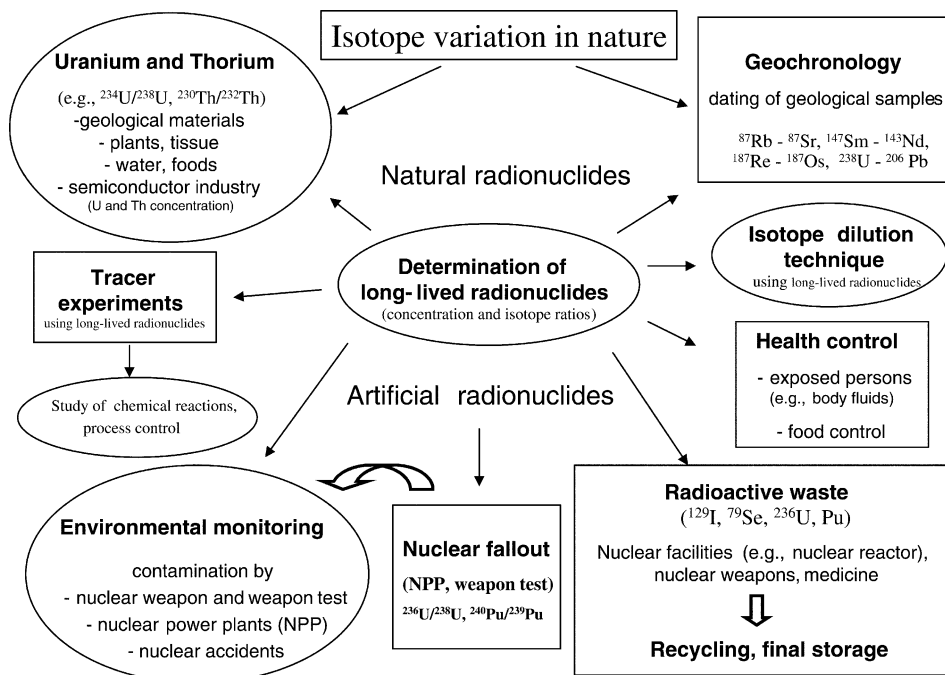 Isotope variation in nature
Uranium and Thorium
(e.g., ²³⁴U/²³⁸U, ²³⁰Th/²³²Th)
-geological materials
- plants, tissue
- water, foods
- semiconductor industry
(U and Th concentration)
Geochronology
dating of geological samples
⁸⁷Rb - ⁸⁷Sr, ¹⁴⁷Sm - ¹⁴³Nd,
¹⁸⁷Re - ¹⁸⁷Os, ²³⁸U - ²⁰⁶ Pb
Natural radionuclides
Isotope dilution
technique
using long-lived radionuclides
Determination of
long-lived radionuclides
(concentration and isotope ratios)
Tracer
experiments
using long-lived radionuclides
Health control
- exposed persons
(e.g., body fluids)
- food control
Study of chemical reactions,
process control
Artificial radionuclides
Environmental monitoring
contamination by
- nuclear weapon and weapon test
- nuclear power plants (NPP)
- nuclear accidents
Nuclear fallout
(NPP, weapon test)
²³⁶U/²³⁸U, ²⁴⁰Pu/²³⁹Pu
Radioactive waste
(¹²⁹I, ⁷⁹Se, ²³⁶U, Pu)
Nuclear facilities (e.g., nuclear reactor),
nuclear weapons, medicine
Recycling, final storage